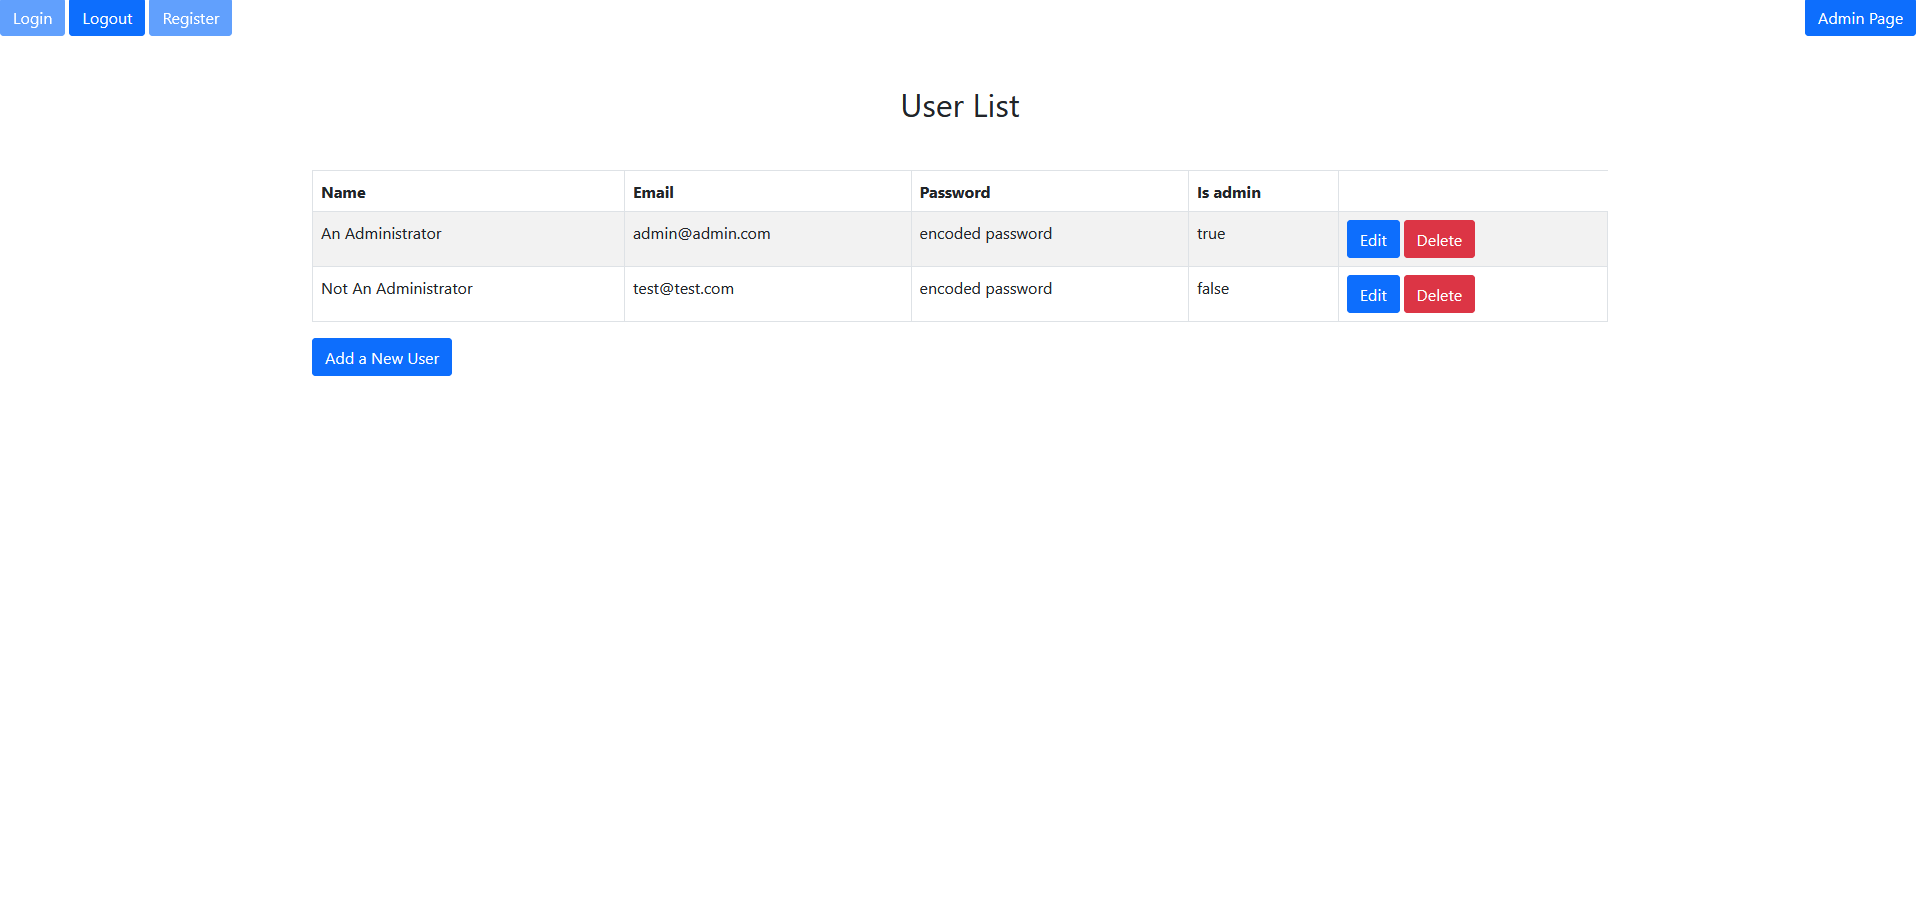 Login Logout Register Admin Page
User List
Name Email Password Is admin
An Administrator admin@admin.com encoded password true Edit Delete
Not An Administrator test@test.com encoded password false Edit Delete
Add a New User